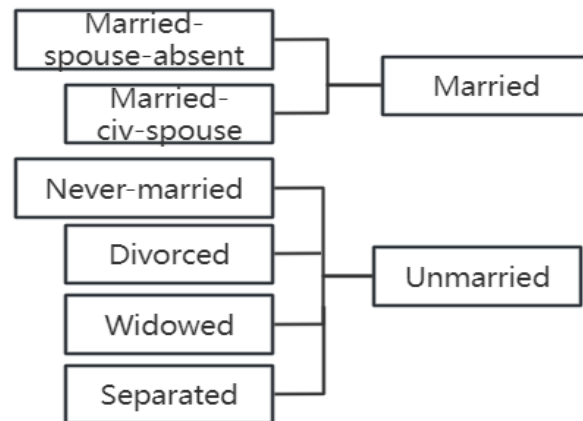 Married-
spouse-absent
Married-
civ-spouse
Married
Never-married
Divorced
Widowed
Separated
Unmarried